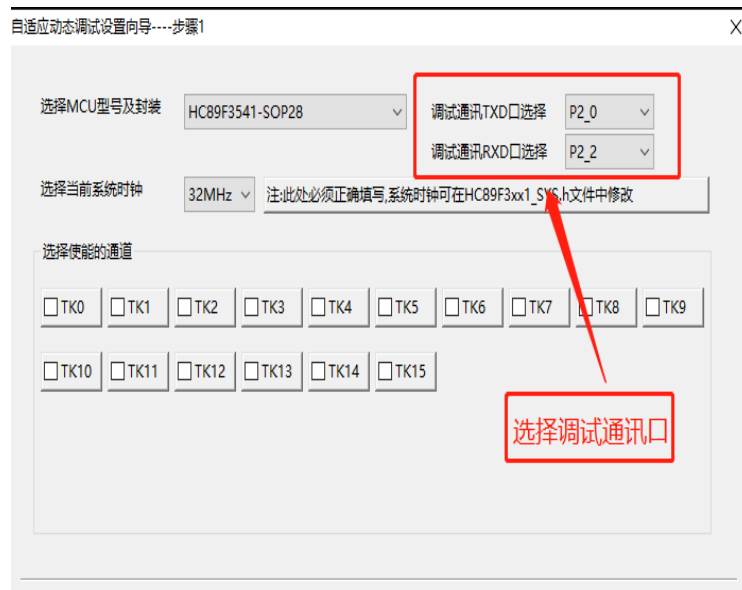 自适应动态调试设置向导----步骤1
选择MCU型号及封装
HC89F3541-SOP28
调试通讯TXD口选择
P2_0
调试通讯RXD口选择
P2_2
选择当前系统时钟
32MHz
注:此处必须正确填写,系统时钟可在HC89F3xx1_SYS.h文件中修改
选择使能的通道
TK0 TK1 TK2 TK3 TK4 TK5 TK6 TK7 TK8 TK9
TK10 TK11 TK12 TK13 TK14 TK15
选择调试通讯口